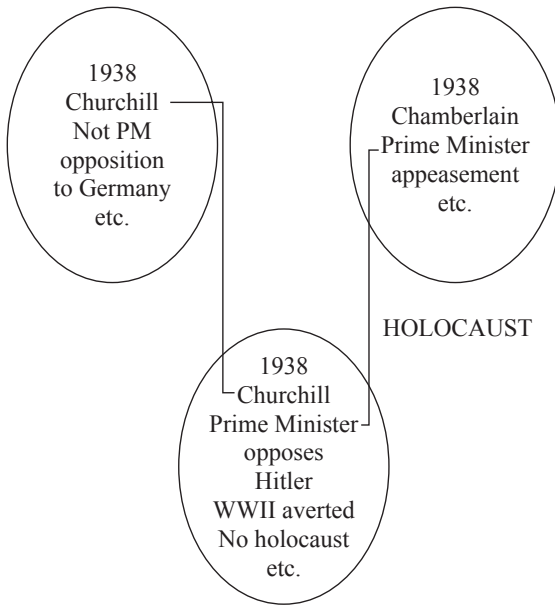 1938
Churchill
Not PM
opposition
to Germany
etc.
1938
Chamberlain
Prime Minister
appeasement
etc.
HOLOCAUST
1938
Churchill
Prime Minister
opposes
Hitler
WWII averted
No holocaust
etc.